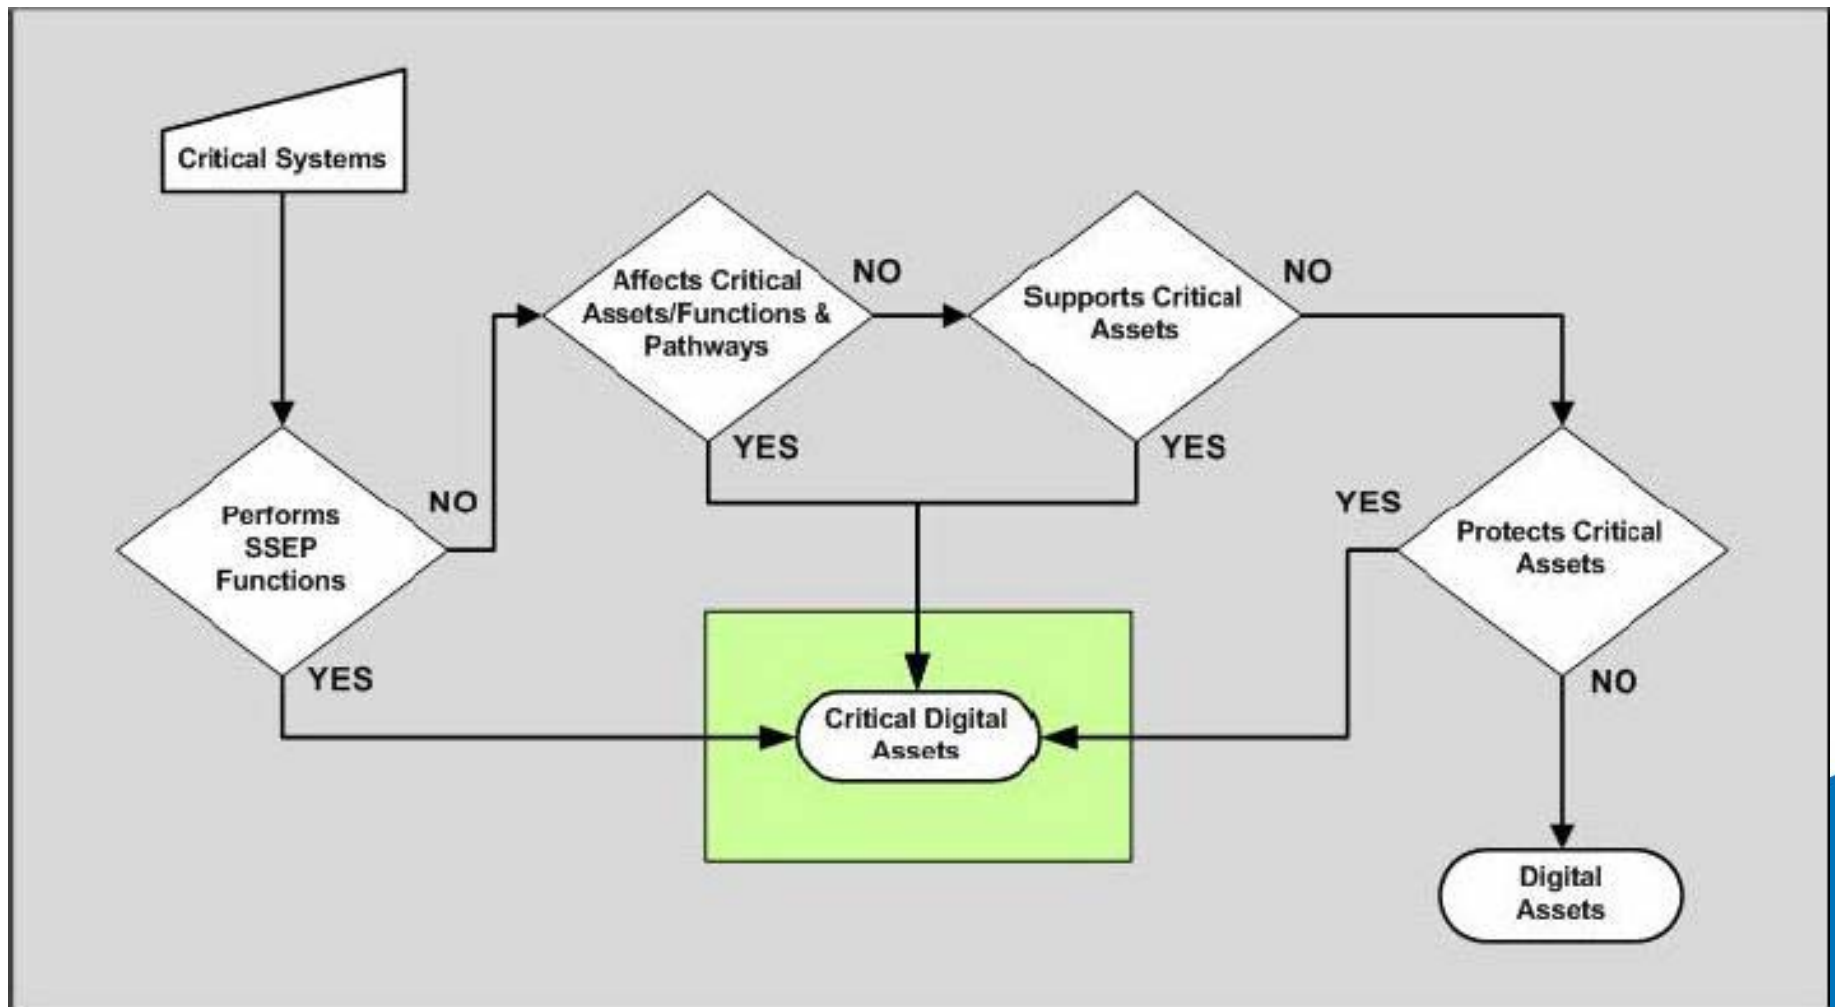 Critical Systems
Affects Critical
Assets/Functions &
Pathways
NO
Supports Critical
Assets
NO
YES
YES
Performs
SSEP
Functions
NO
YES
YES
Protects Critical
Assets
NO
Critical Digital
Assets
Digital
Assets